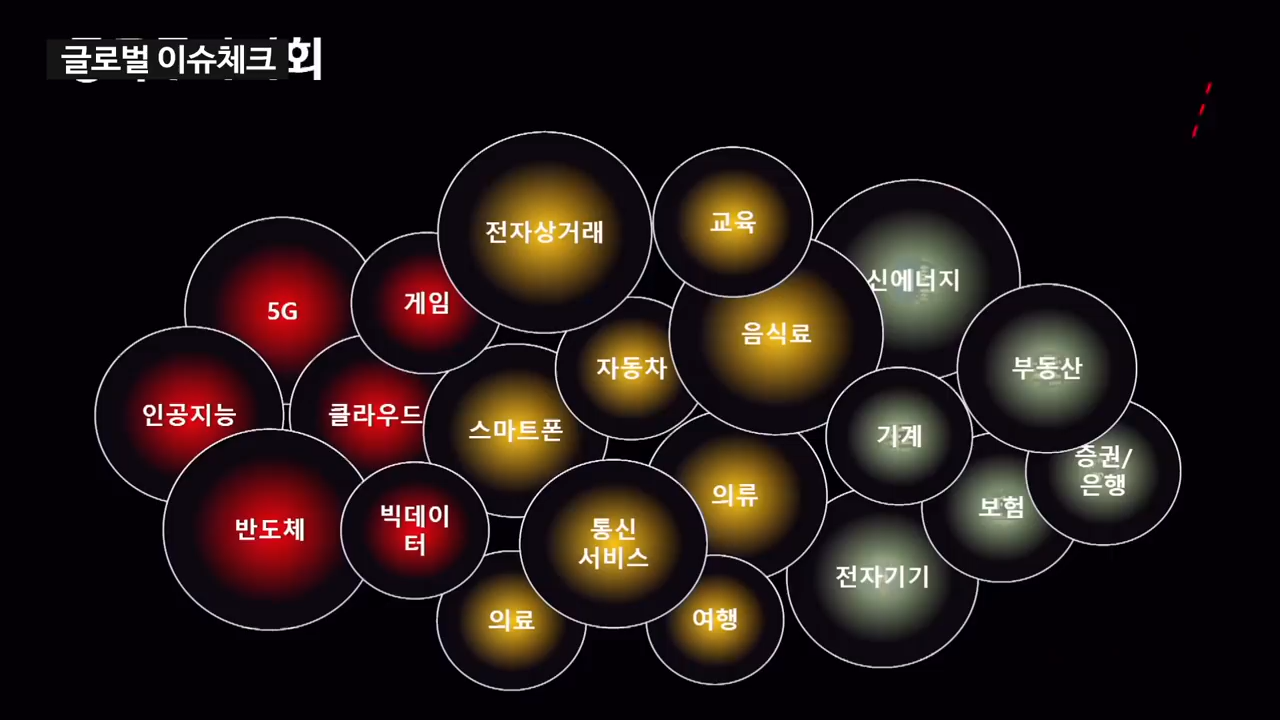 글로벌 이슈체크
회
전자상거래
교육
신에너지
5G
게임
음식료
자동차
부동산
인공지능
클라우드
스마트폰
기계
증권/
은행
의류
보험
반도체
빅데이
터
통신
서비스
전자기기
의료
여행